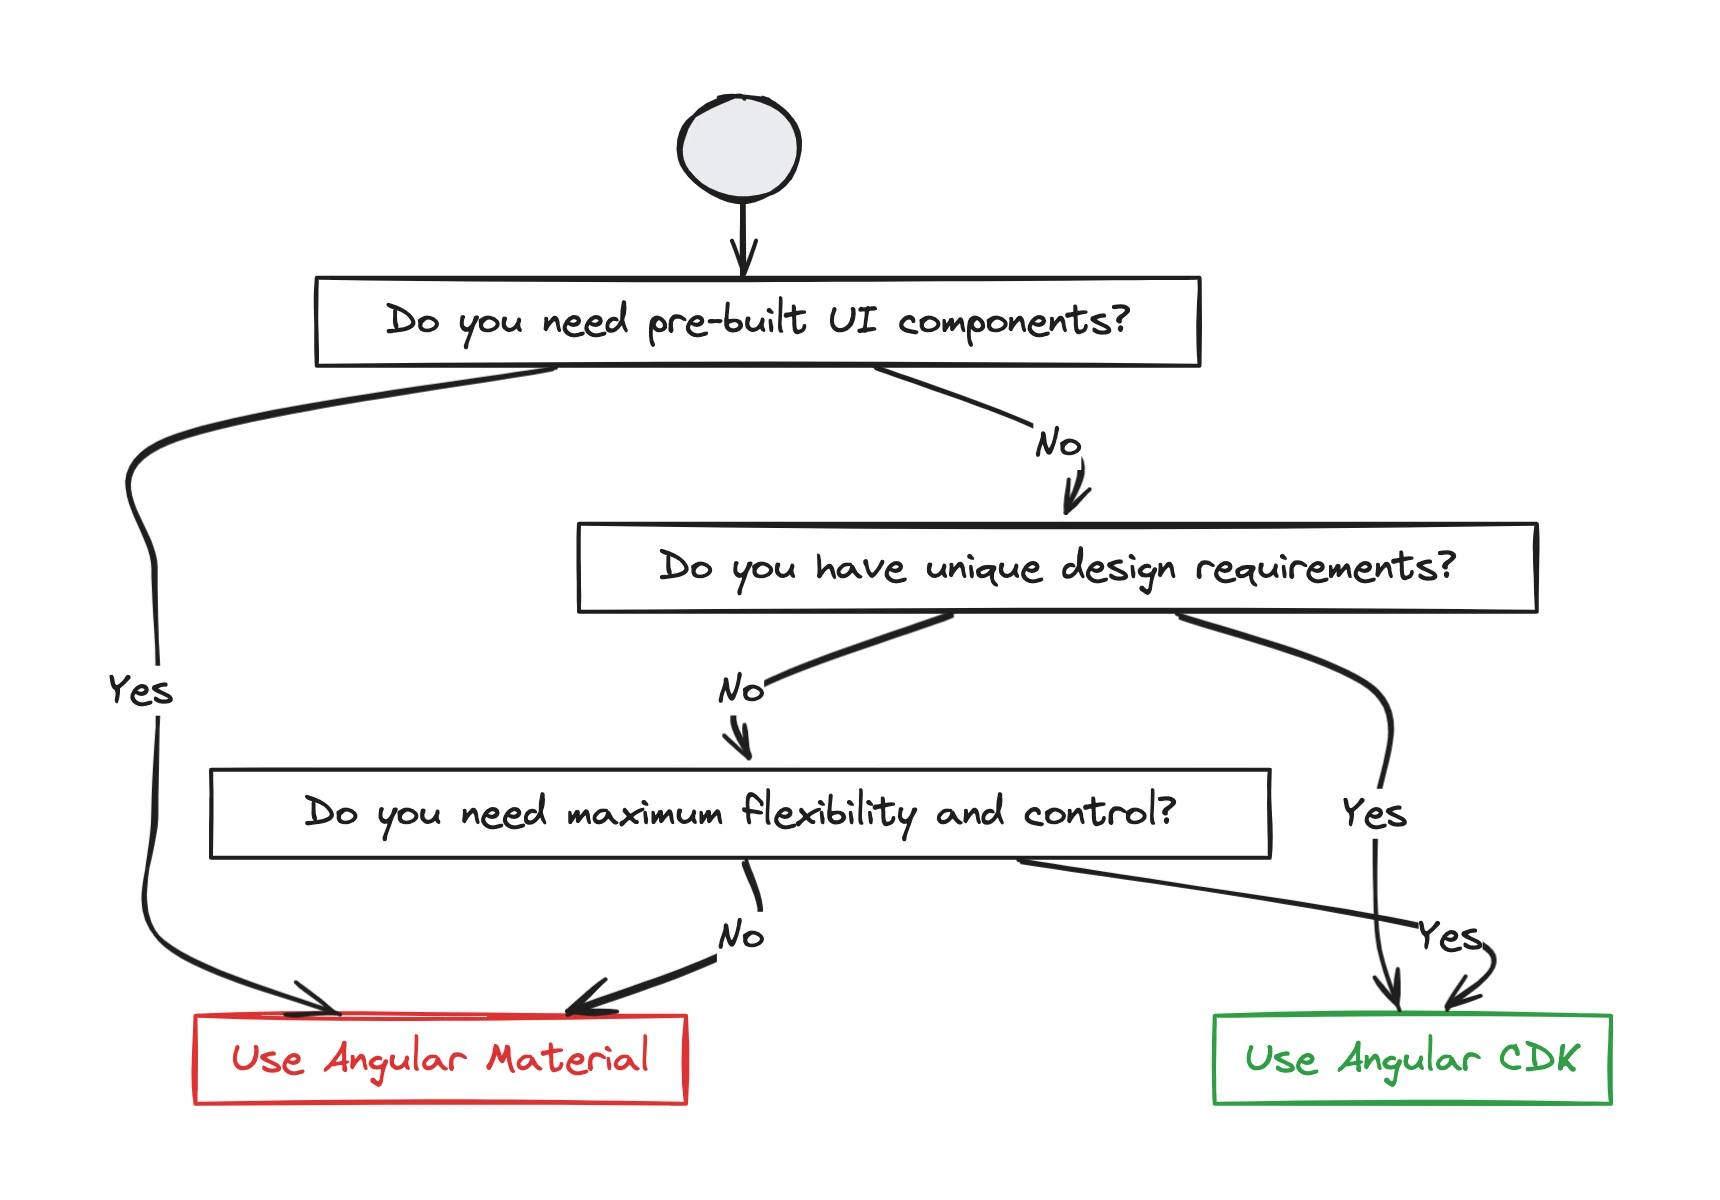 Do you need pre-built UI components?
No
Do you have unique design requirements?
Yes
No
Do you need maximum flexibility and control?
Yes
No
Yes
Use Angular Material
Use Angular CDK